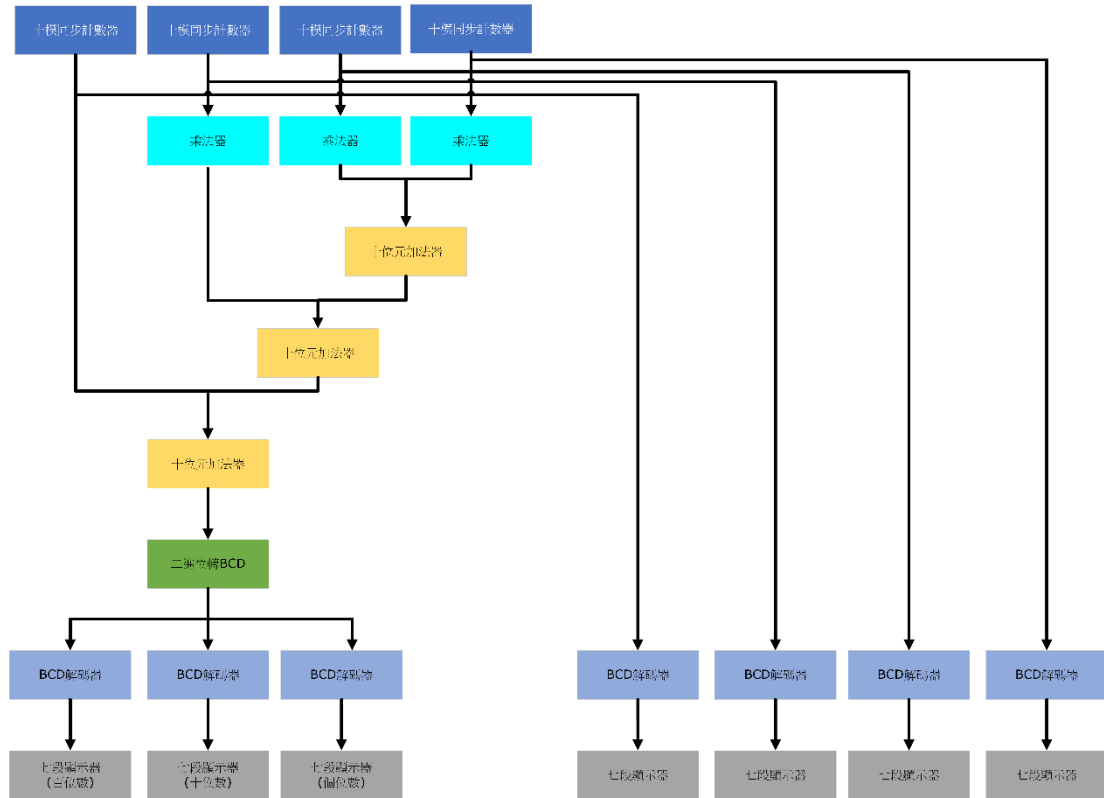 十模同步計數器
十模同步計數器
十模同步計數器
十模同步計數器
乘法器
乘法器
乘法器
十位元加法器
十位元加法器
十位元加法器
二進位轉BCD
BCD解碼器
BCD解碼器
BCD解碼器
BCD解碼器
BCD解碼器
BCD解碼器
BCD解碼器
七段顯示器
(百位數)
七段顯示器
(十位數)
七段顯示器
(個位數)
七段顯示器
七段顯示器
七段顯示器
七段顯示器